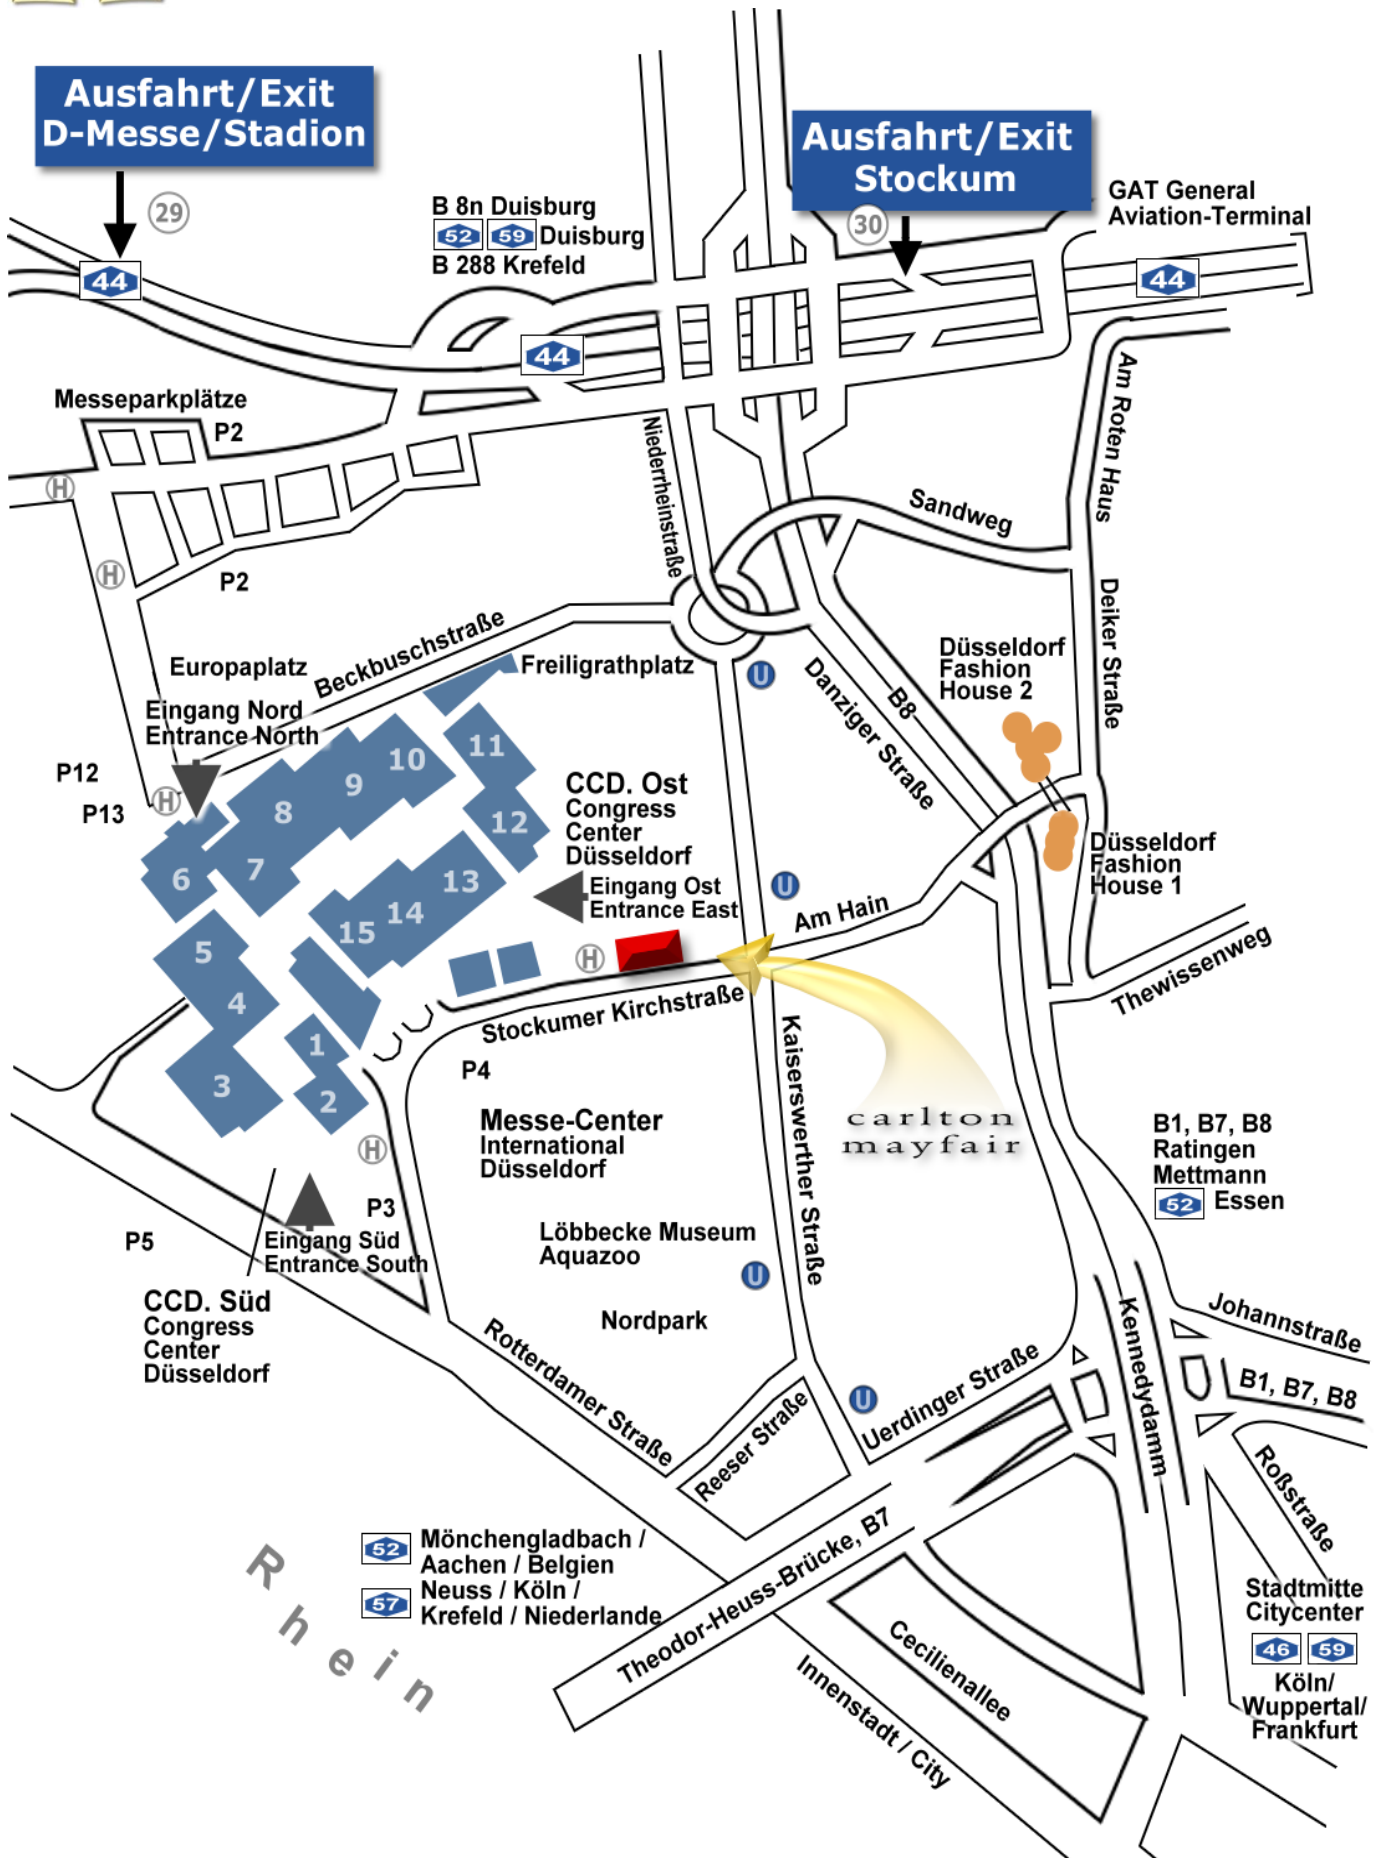 Ausfahrt/Exit
D-Messe/Stadion
29
44
B 8n Duisburg
52 59 Duisburg
B 288 Krefeld
Ausfahrt/Exit
Stockum
30
GAT General
Aviation-Terminal
44
44
Messeparkplätze
P2
H
H
P2
Niederrheinstraße
Sandweg
Am Roten Haus
Deiker Straße
Beckbuschstraße
Europaplatz
Freiligrathplatz
U
Eingang Nord
Entrance North
P12
P13
H
Danziger Straße
B8
Düsseldorf
Fashion
House 2
Düsseldorf
Fashion
House 1
10
11
9
8
12
7
6
13
14
15
5
4
3
1
2
CCD. Ost
Congress
Center
Düsseldorf
Eingang Ost
Entrance East
U
H
Am Hain
Thewissenweg
Stockumer Kirchstraße
Kaiserswerther Straße
carlton
mayfair
P4
Messe-Center
International
Düsseldorf
H
P3
Eingang Süd
Entrance South
P5
CCD. Süd
Congress
Center
Düsseldorf
Löbbecke Museum
Aquazoo
U
Nordpark
B1, B7, B8
Ratingen
Mettmann
52 Essen
Johannstraße
B1, B7, B8
Kennedydamm
Roßstraße
Rotterdamer Straße
Reeser Straße
U
Uerdinger Straße
Theodor-Heuss-Brücke, B7
52 Mönchengladbach /
Aachen / Belgien
57 Neuss / Köln /
Krefeld / Niederlande
Rhein
Cecilienallee
Innenstadt / City
Stadtmitte
Citycenter
46 59
Köln/
Wuppertal/
Frankfurt